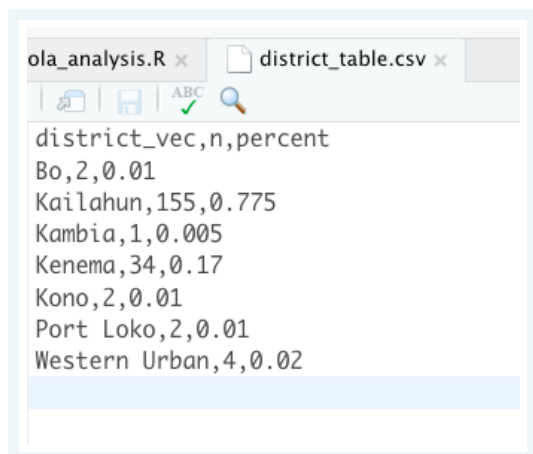 ola_analysis.R × district_table.csv ×
ABC
district_vec,n,percent
Bo,2,0.01
Kailahun,155,0.775
Kambia,1,0.005
Kenema,34,0.17
Kono,2,0.01
Port Loko,2,0.01
Western Urban,4,0.02